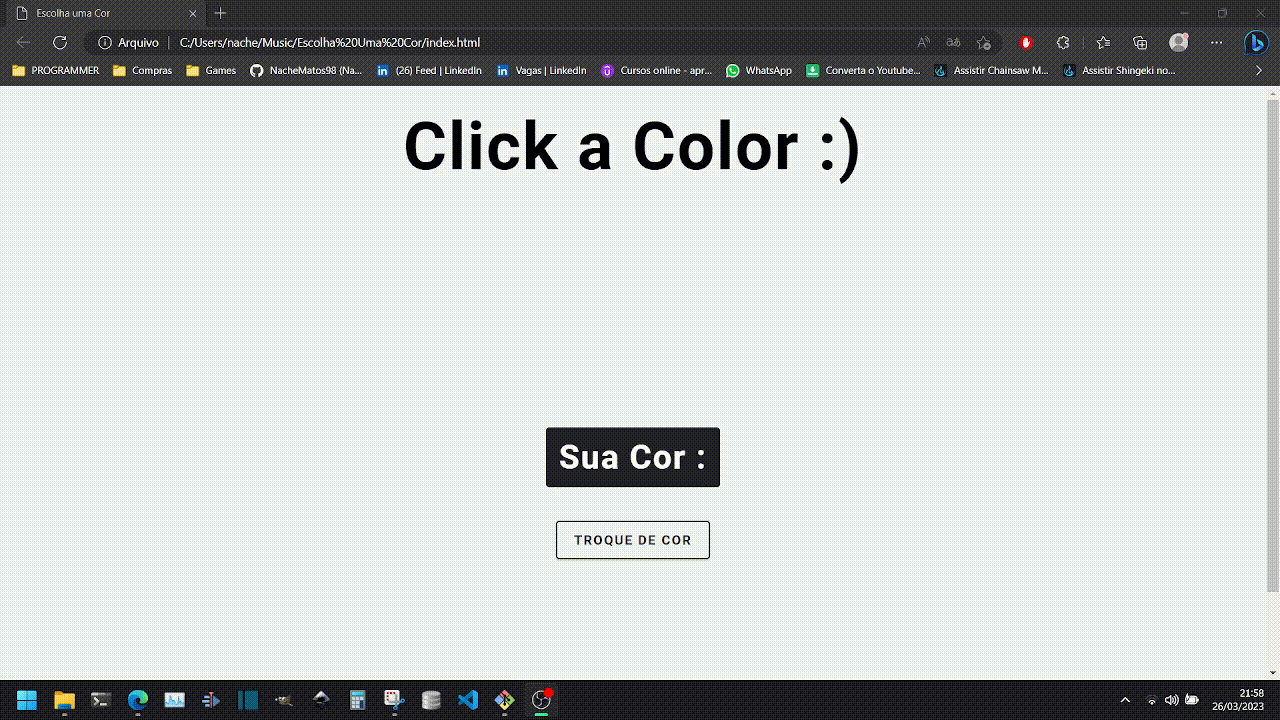 Escolha uma Cor
Arquivo C:/Users/nache/Music/Escolha%20Uma%20Cor/index.html
PROGRAMMER Compras Games NacheMatos98 (Na... (26) Feed | LinkedIn Vagas | LinkedIn Cursos online - apr... WhatsApp Converta o Youtube... Assistir Chainsaw M... Assistir Shingeki no...
Click a Color :)
Sua Cor :
TROQUE DE COR
21:58
26/03/2023